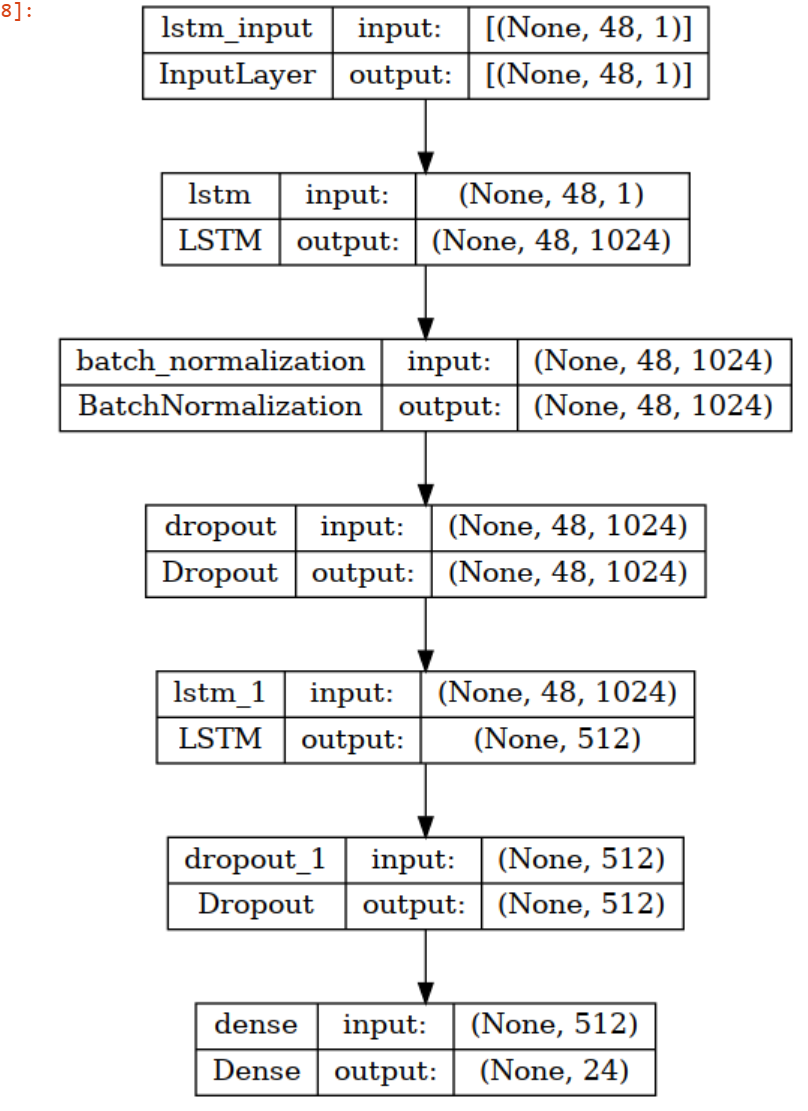 8]:
lstm_input input: [(None, 48, 1)]
InputLayer output: [(None, 48, 1)]
lstm input: (None, 48, 1)
LSTM output: (None, 48, 1024)
batch_normalization input: (None, 48, 1024)
BatchNormalization output: (None, 48, 1024)
dropout input: (None, 48, 1024)
Dropout output: (None, 48, 1024)
lstm_1 input: (None, 48, 1024)
LSTM output: (None, 512)
dropout_1 input: (None, 512)
Dropout output: (None, 512)
dense input: (None, 512)
Dense output: (None, 24)